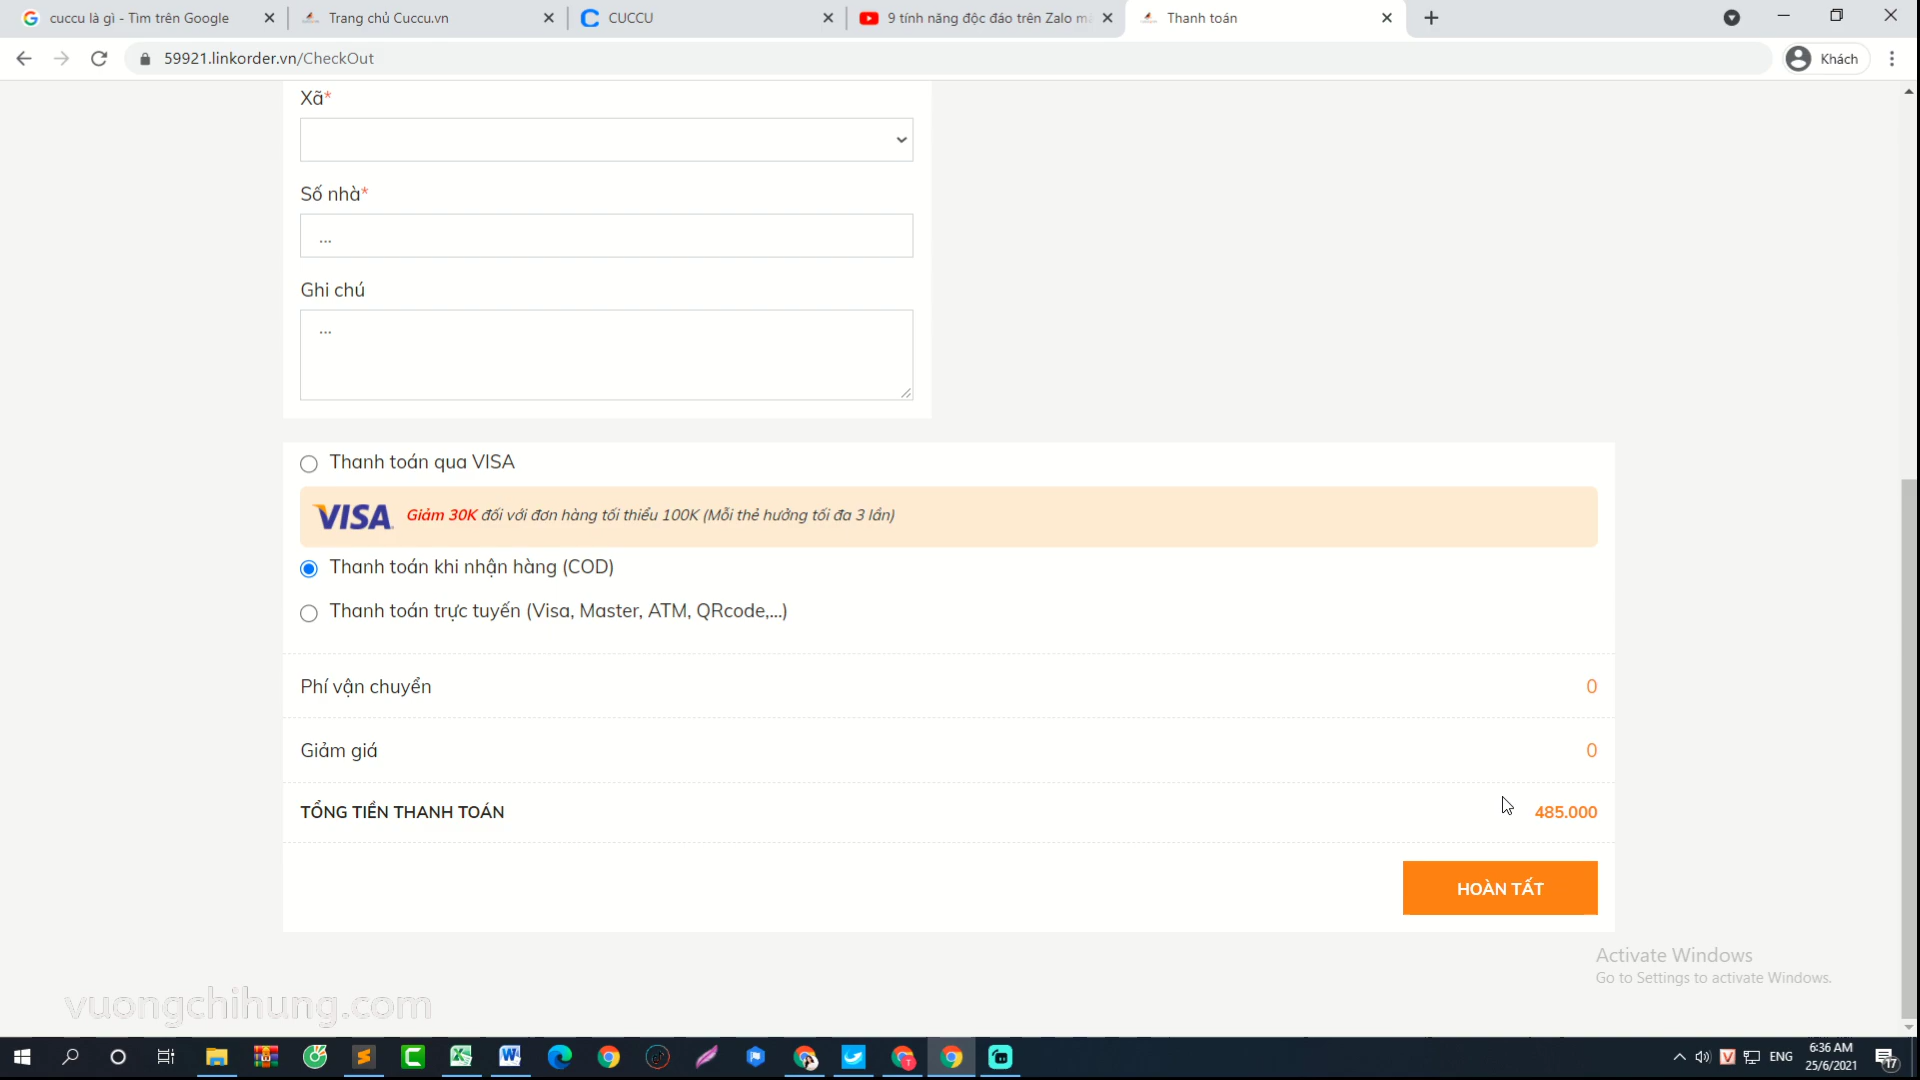 cuccu là gì - Tìm trên Google
Trang chủ Cuccu.vn
CUCCU
9 tính năng độc đáo trên Zalo m
Thanh toán
59921.linkorder.vn/CheckOut
Khách
Xã*
Số nhà*
...
Ghi chú
...
Thanh toán qua VISA
VISA Giảm 30K đối với đơn hàng tối thiểu 100K (Mỗi thẻ hưởng tối đa 3 lần)
Thanh toán khi nhận hàng (COD)
Thanh toán trực tuyến (Visa, Master, ATM, QRcode,...)
Phí vận chuyển 0
Giảm giá 0
TỔNG TIỀN THANH TOÁN 485.000
HOÀN TẤT
Activate Windows
Go to Settings to activate Windows.
vuongchihung.com
ENG
6:36 AM
25/6/2021
17